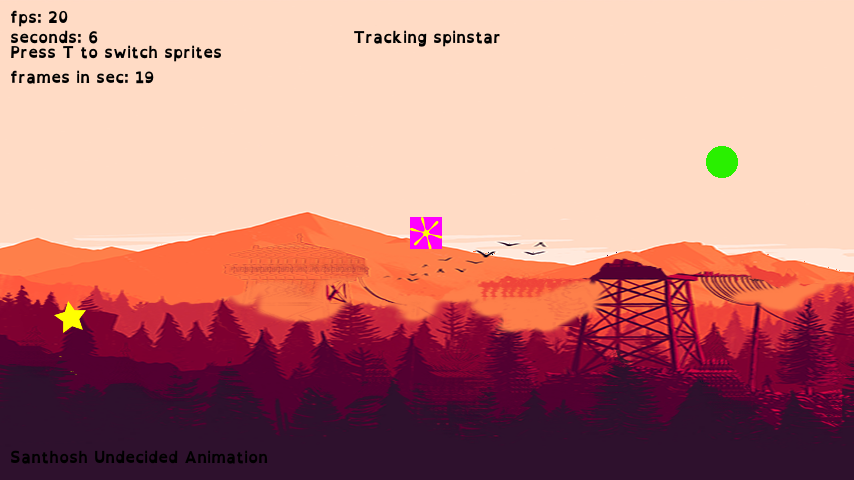 fps: 20
seconds: 6
Press T to switch sprites
frames in sec: 19
Tracking spinstar
Santhosh Undecided Animation